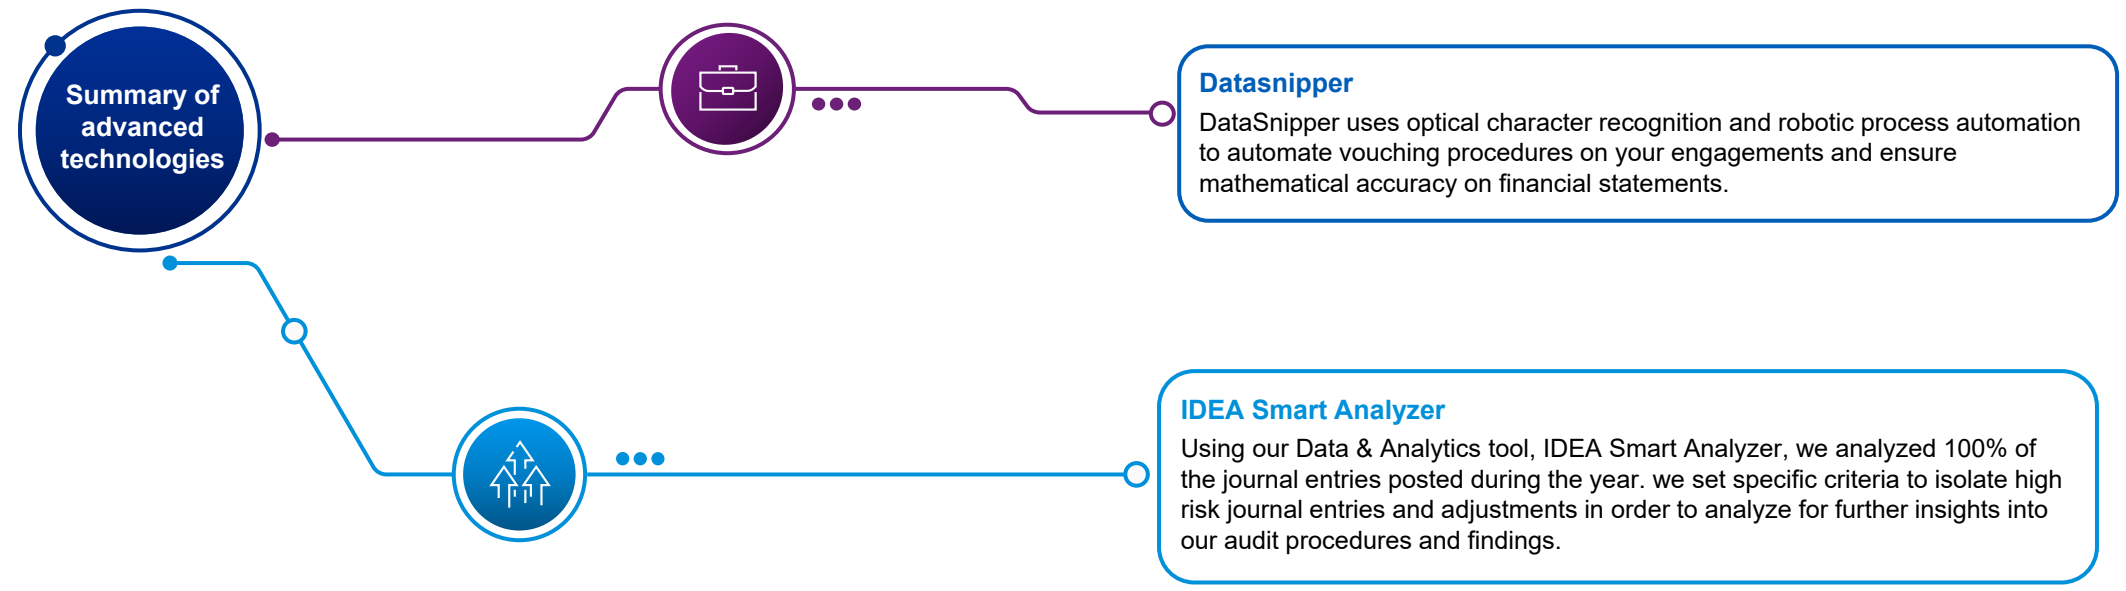 Summary of
advanced
technologies
Datasnipper
DataSnipper uses optical character recognition and robotic process automation
to automate vouching procedures on your engagements and ensure
mathematical accuracy on financial statements.
IDEA Smart Analyzer
Using our Data & Analytics tool, IDEA Smart Analyzer, we analyzed 100% of
the journal entries posted during the year. we set specific criteria to isolate high
risk journal entries and adjustments in order to analyze for further insights into
our audit procedures and findings.